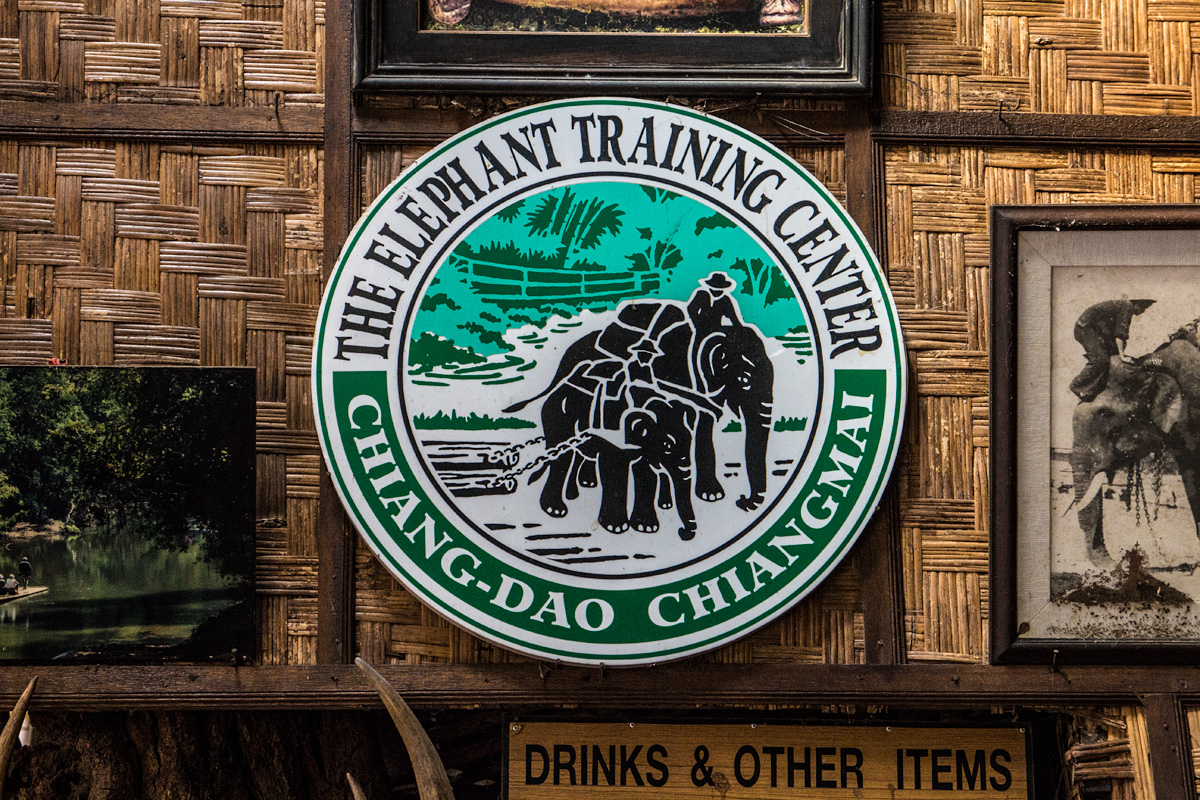 THE ELEPHANT TRAINING CENTER
CHIANG-DAO CHIANGMAI
DRINKS & OTHER ITEMS